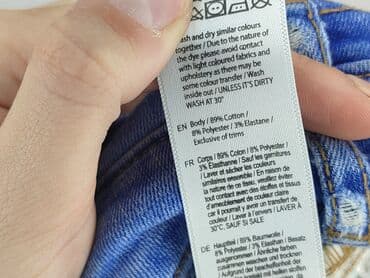 ash and dry similar colours
together / Due to the nature of
the dye please avoid contact
with light coloured fabrics and
upholstery as there may be
some colour transfer / Wash
inside out / UNLESS IT'S DIRTY
WASH AT 30°
EN Body / 89% Cotton /
8% Polyester / 3% Elastane /
Exclusive of trims
FR Corps / 89% Coton / 8% Polyester /
3% Élasthanne / Sauf les garnitures
/ Laver et sécher les couleurs
similaires ensemble / En raison de
la nature de ce tissu, veuillez éviter
tout contact avec des étoffes et tissus
d'ameublement de couleur claire
car il pourrait y avoir un transfert de
couleur / Laver à l'envers / LAVER À
30°C, SAUF SI SALE
DE Hauptteil / 89% Baumwolle /
8% Polyester / 3% Elasthan / Besatz
ausgenommen / Ähnliche Farben
zusammen waschen und trocknen